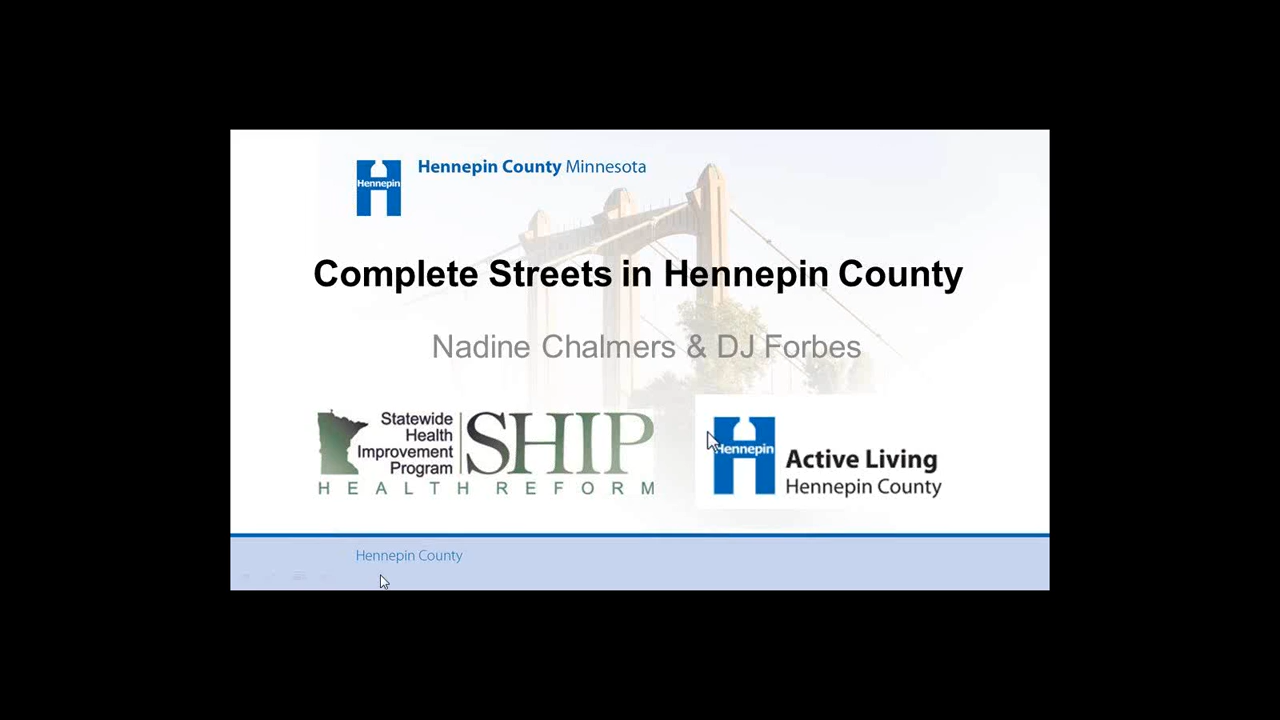 Hennepin County Minnesota
Hennepin
Complete Streets in Hennepin County
Nadine Chalmers & DJ Forbes
Statewide
Health
Improvement
Program
SHIP
HEALTH REFORM
Hennepin
Active Living
Hennepin County
Hennepin County